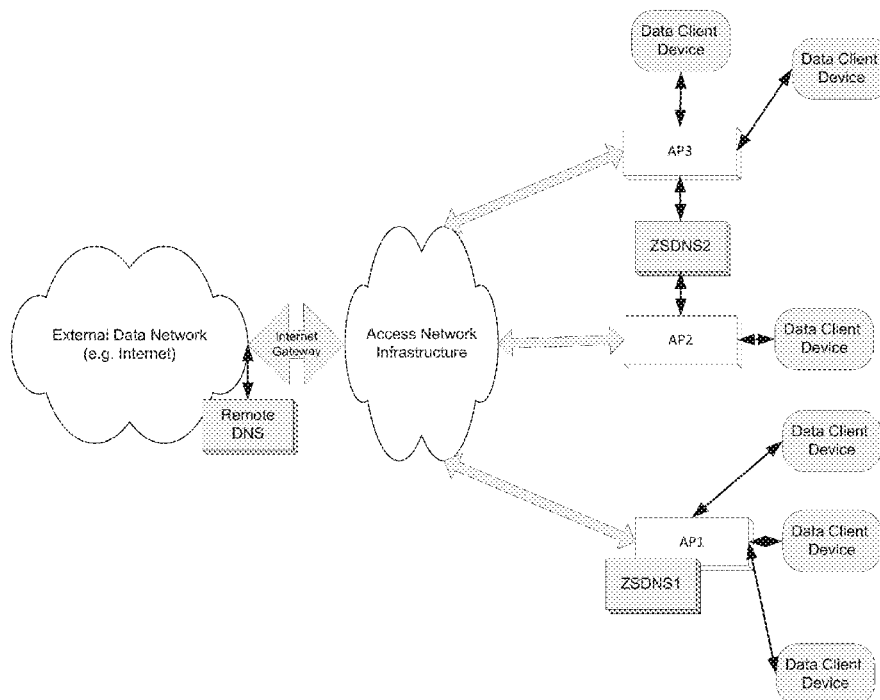 Data Client
Device
Data Client
Device
AP3
ZSDNS2
External Data Network
(e.g. Internet)
Internet
Gateway
Access Network
Infrastructure
AP2
Data Client
Device
Remote
DNS
Data Client
Device
AP1
Data Client
Device
ZSDNS1
Data Client
Device